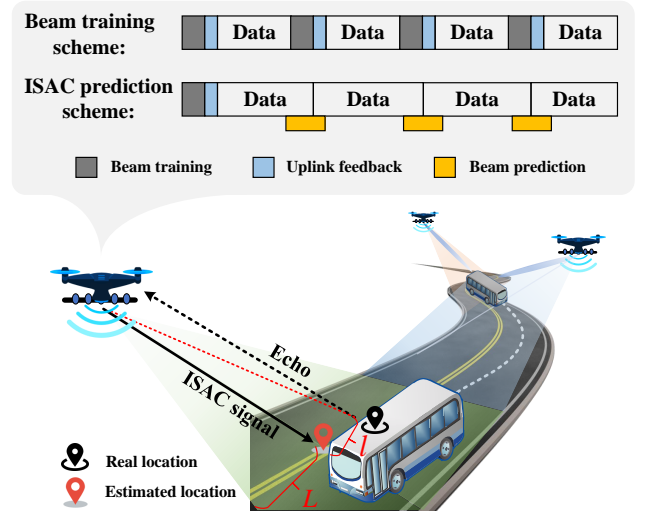 Beam training
scheme:
Data Data Data Data
ISAC prediction
scheme:
Data Data Data Data
Beam training
Uplink feedback
Beam prediction
Echo
ISAC signal
l
L
Real location
Estimated location